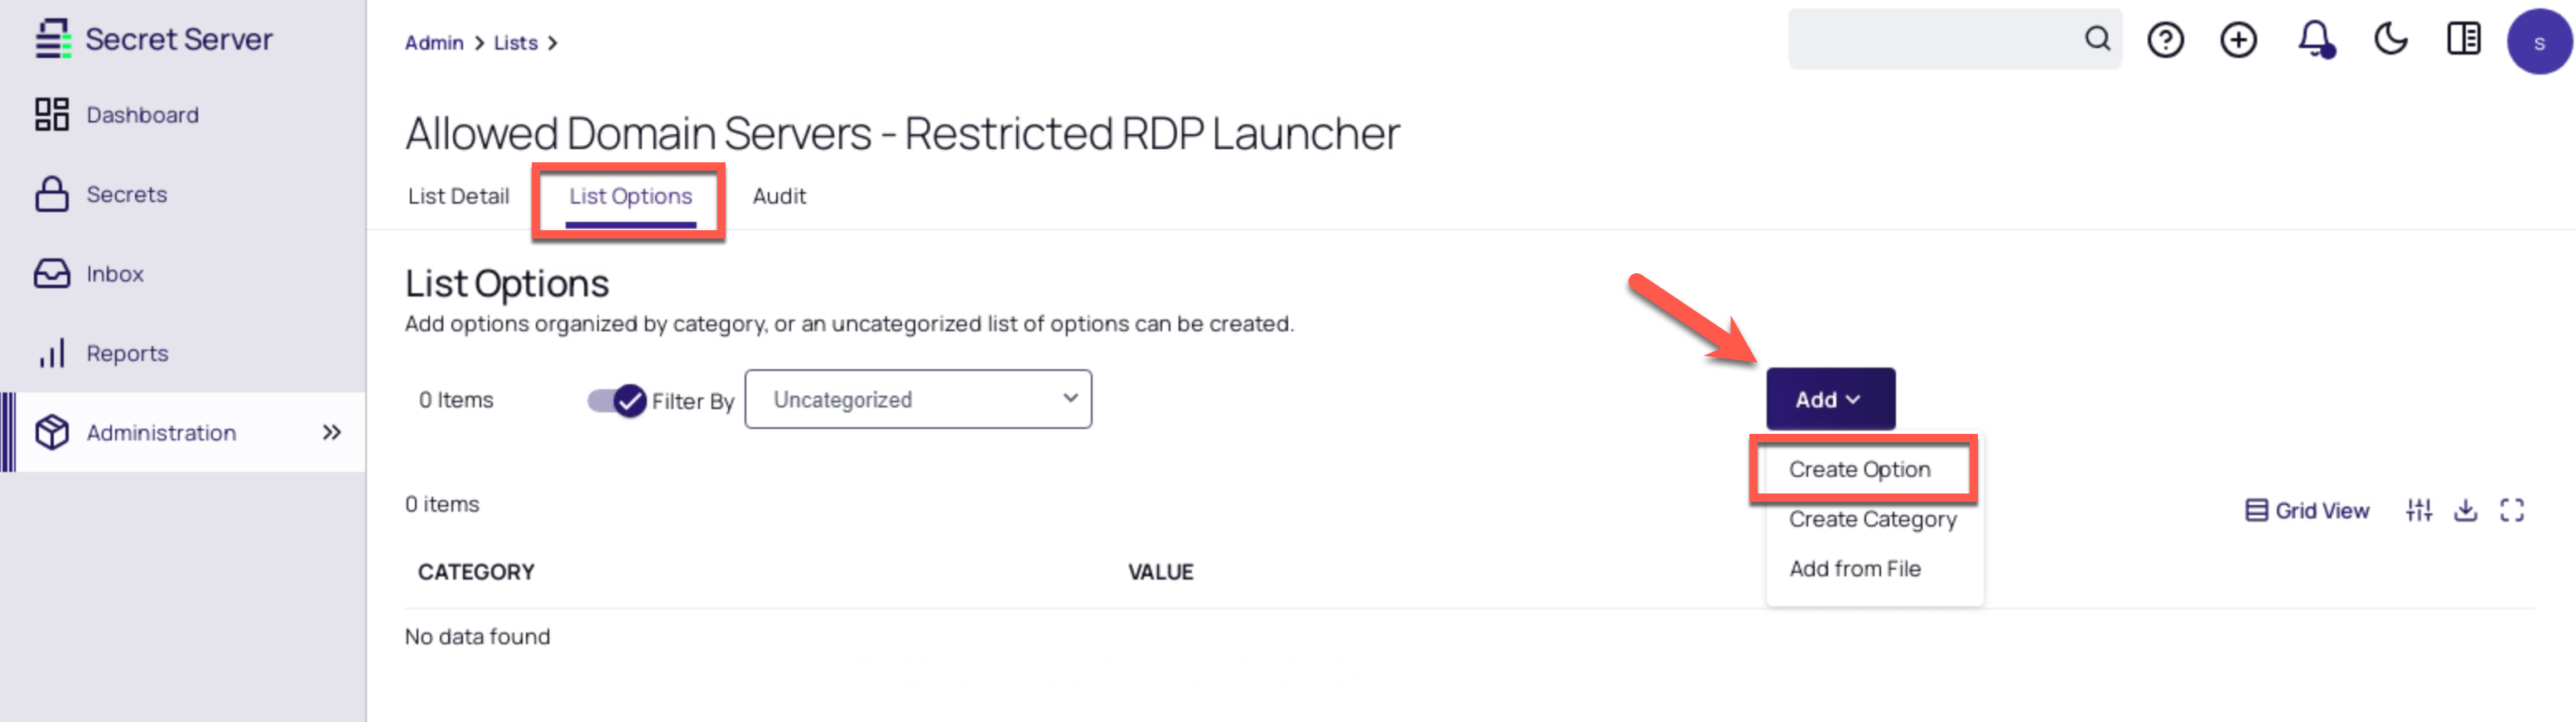 Secret Server
Dashboard
Secrets
Inbox
Reports
Administration
Admin > Lists >
S
Allowed Domain Servers - Restricted RDP Launcher
List Detail List Options Audit
List Options
Add options organized by category, or an uncategorized list of options can be created.
0 Items Filter By Uncategorized Add
Create Option
Create Category
Add from File
0 items Grid View
CATEGORY VALUE
No data found